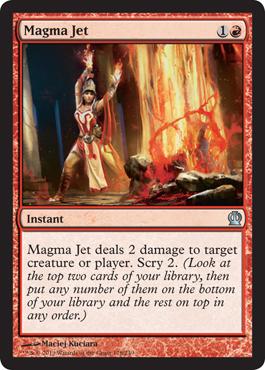 Magma Jet 1
Instant
Magma Jet deals 2 damage to target
creature or player. Scry 2. (Look at
the top two cards of your library, then
put any number of them on the bottom
of your library and the rest on top in
any order.)
Maciej Kuciara